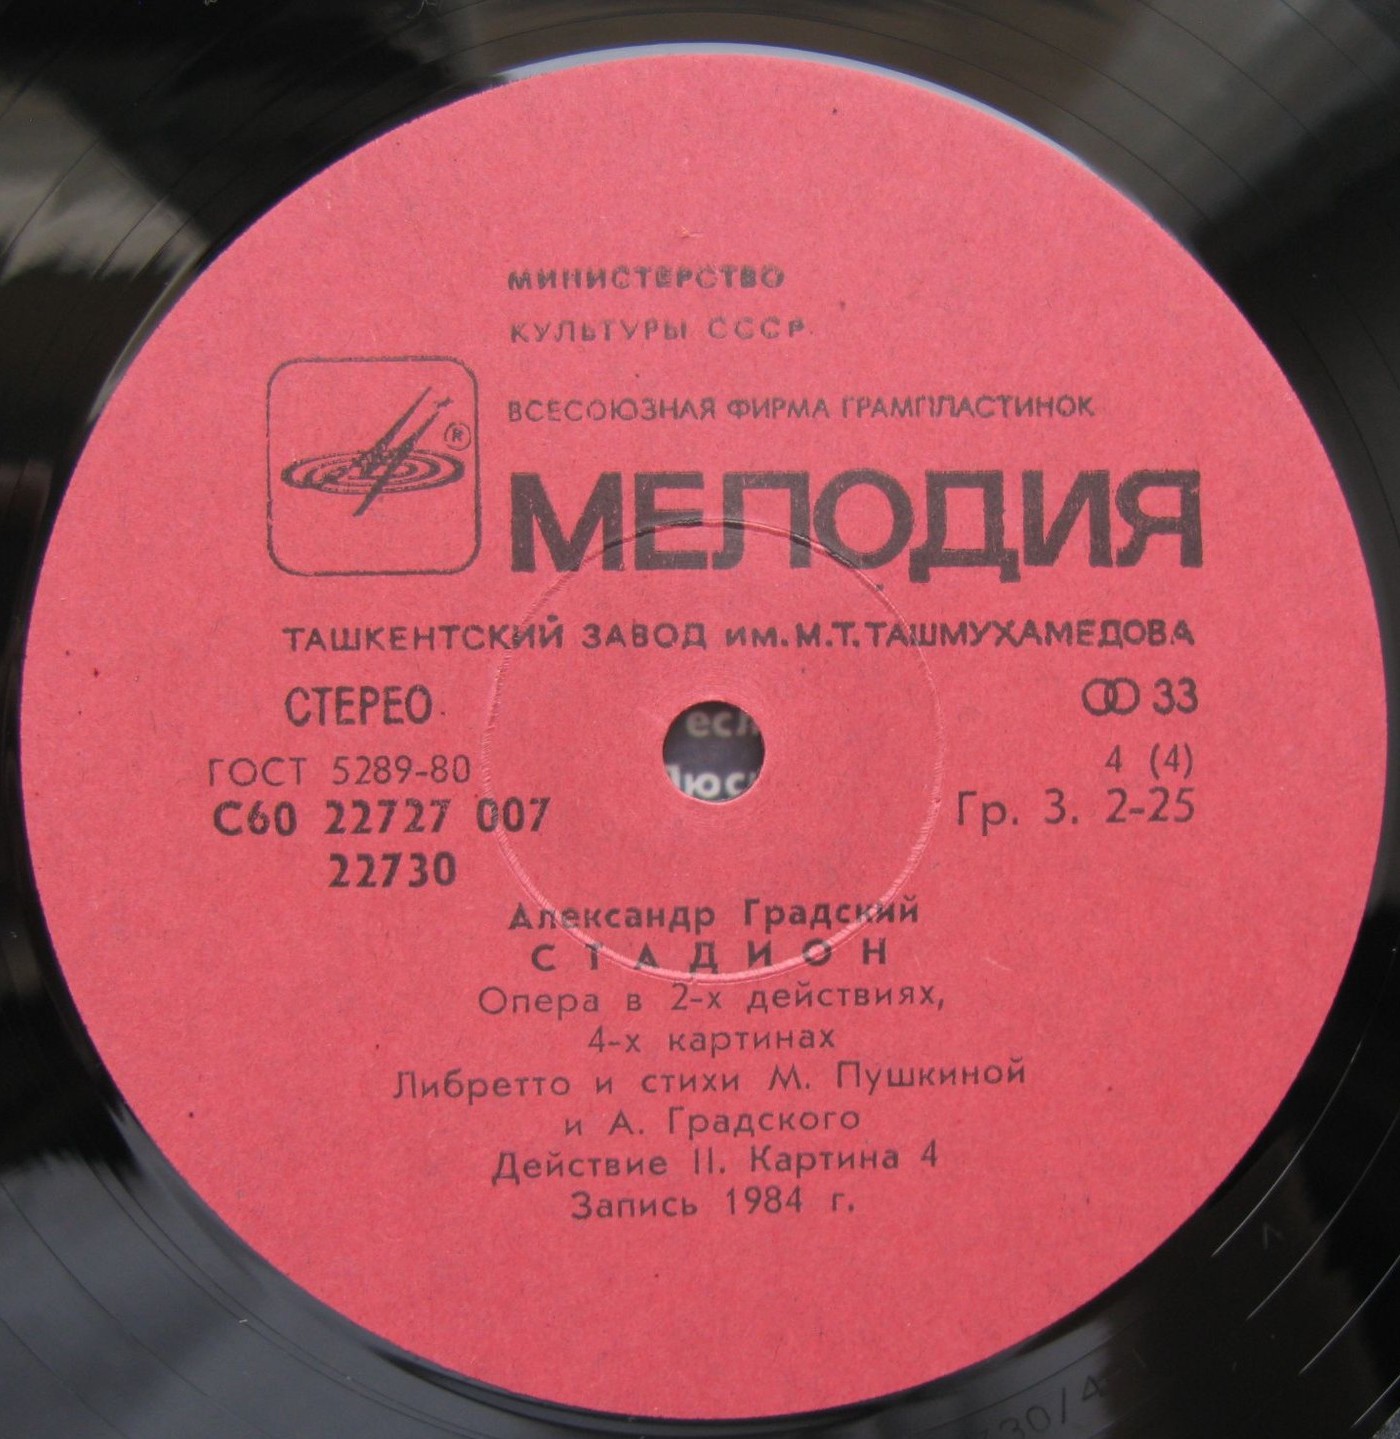 МИНИСТЕРСТВО
КУЛЬТУРЫ СССР
ВСЕСОЮЗНАЯ ФИРМА ГРАМПЛАСТИНОК
®
МЕЛОДИЯ
ТАШКЕНТСКИЙ ЗАВОД ИМ. М.Т. ТАШМУХАМЕДОВА
СТЕРЕО 33
ГОСТ 5289-80 4 (4)
С60 22727 007 Гр. 3. 2-25
22730
Александр Градский
СТАДИОН
Опера в 2-х действиях,
4-х картинах
Либретто и стихи М. Пушкиной
и А. Градского
Действие II. Картина 4
Запись 1984 г.